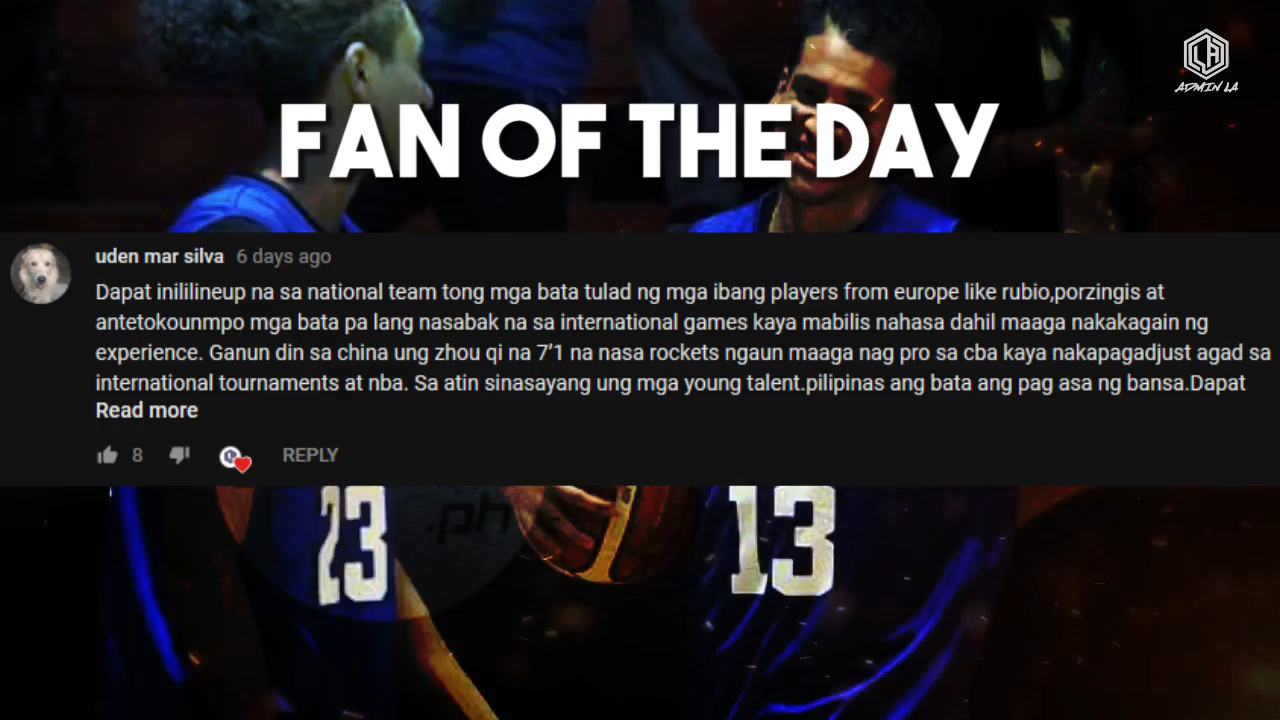 ADMIN LA
FAN OF THE DAY
uden mar silva 6 days ago
Dapat inililineup na sa national team tong mga bata tulad ng mga ibang players from europe like rubio,porzingis at
antetokounmpo mga bata pa lang nasabak na sa international games kaya mabilis nahasa dahil maaga nakakagain ng
experience. Ganun din sa china ung zhou qi na 7'1 na nasa rockets ngaun maaga nag pro sa cba kaya nakapagadjust agad sa
international tournaments at nba. Sa atin sinasayang ung mga young talent.pilipinas ang bata ang pag asa ng bansa.Dapat
Read more
8 REPLY
23 .ph 13